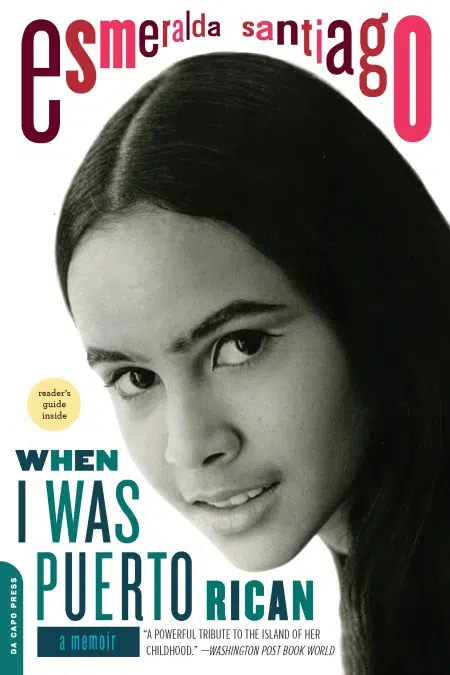 esmeralda santiago
reader's
guide
inside
WHEN
I WAS
PUERTO RICAN
a memoir
"A POWERFUL TRIBUTE TO THE ISLAND OF HER
CHILDHOOD." —WASHINGTON POST BOOK WORLD
DA CAPO PRESS